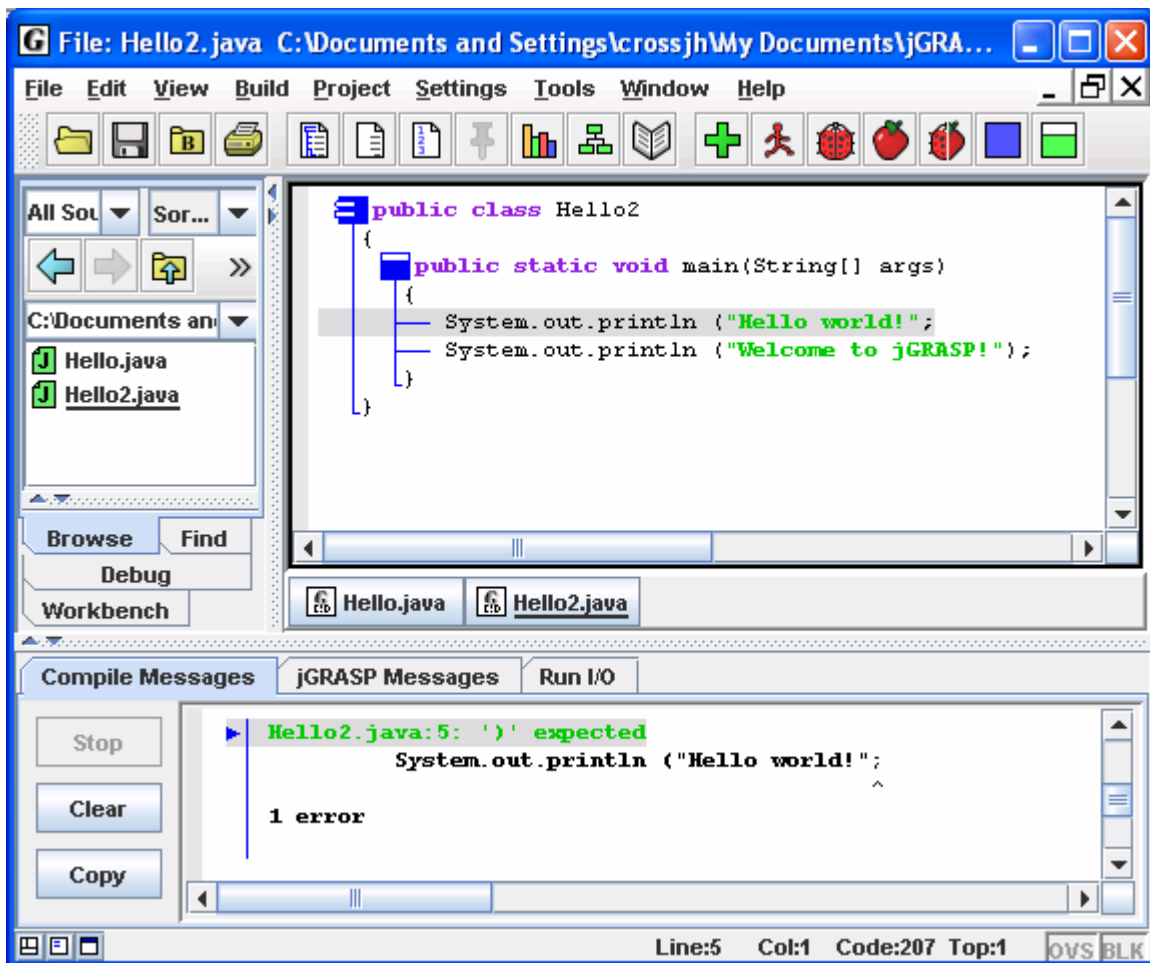 File: Hello2.java C:\Documents and Settings\crossjh\My Documents\jGRA...
File Edit View Build Project Settings Tools Window Help
All Sou
Sor...
C:\Documents an
Hello.java
Hello2.java
Browse Find
Debug
Workbench
public class Hello2
{
public static void main(String[] args)
{
System.out.println ("Hello world!";
System.out.println ("Welcome to jGRASP!");
}
}
Hello.java Hello2.java
Compile Messages jGRASP Messages Run I/O
Stop
Clear
Copy
Hello2.java:5: ')' expected
System.out.println ("Hello world!";
^
1 error
Line:5 Col:1 Code:207 Top:1 OVS BLK